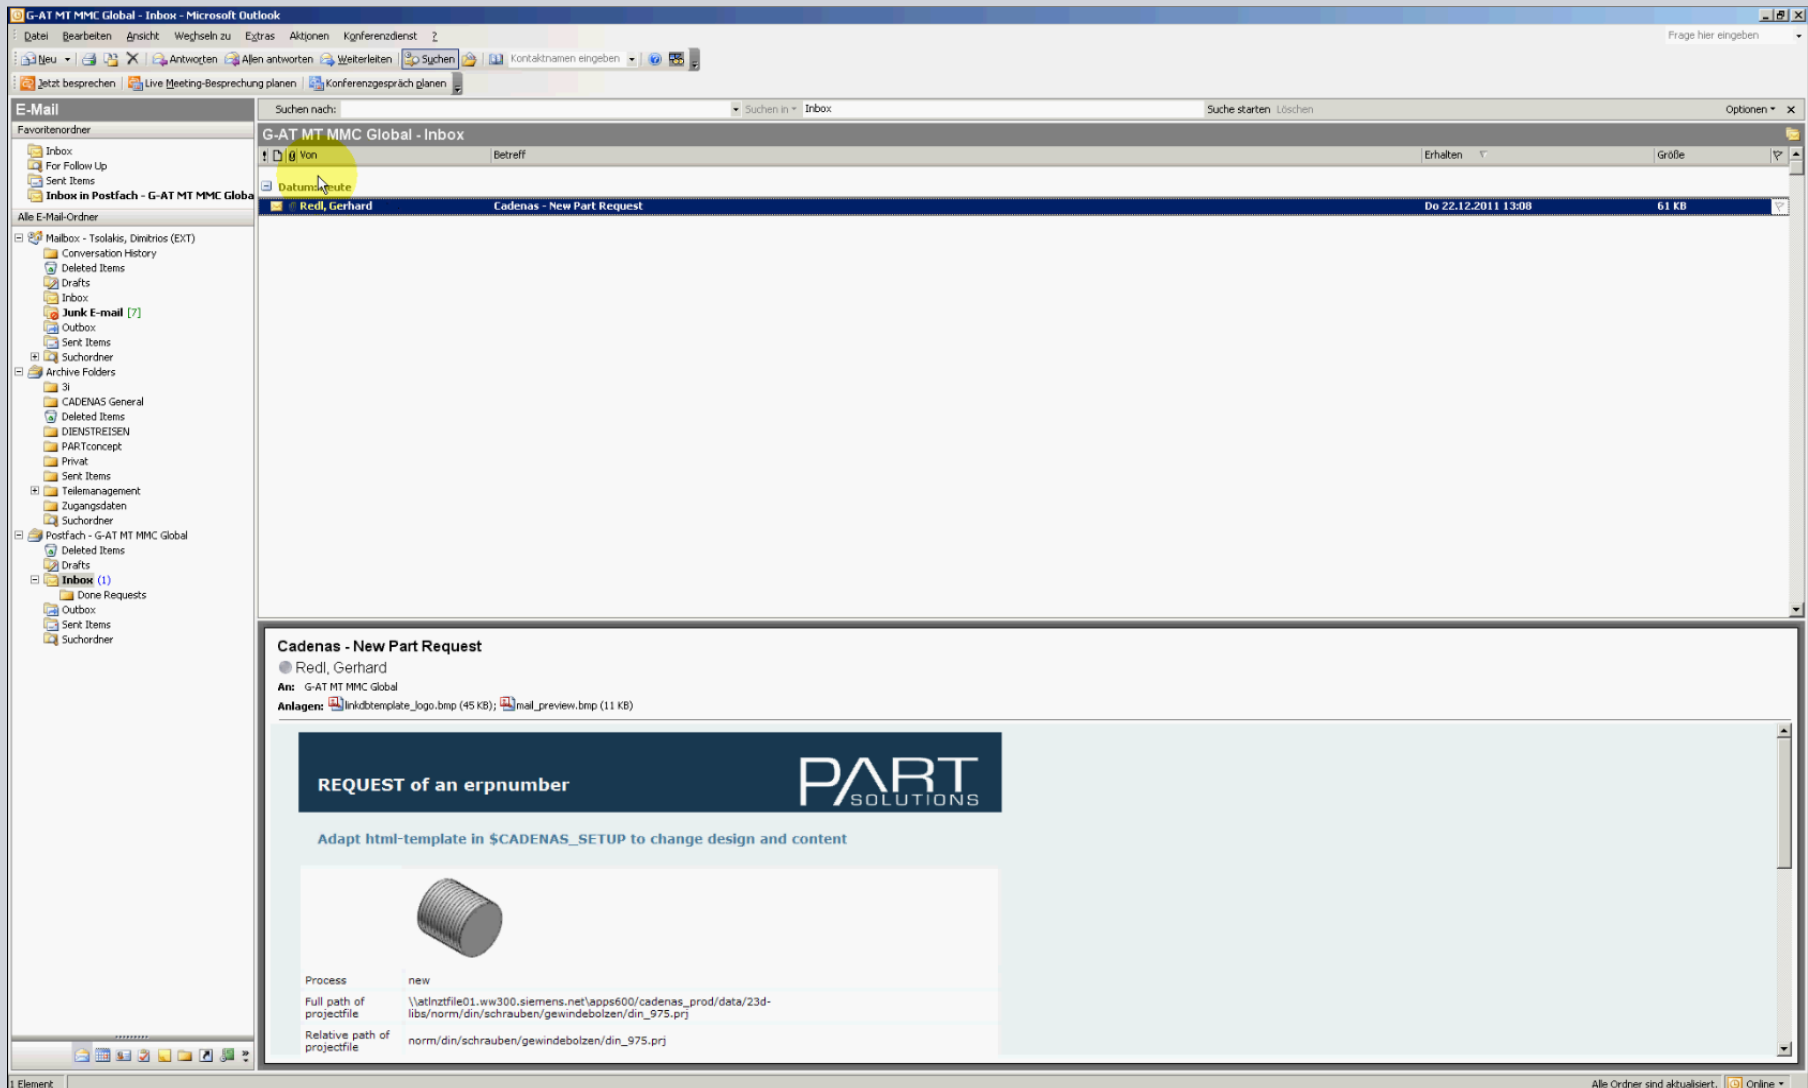 G-AT MT MMC Global - Inbox - Microsoft Outlook
Datei Bearbeiten Ansicht Wechseln zu Extras Aktionen Konferenzdienst ? Frage hier eingeben
Neu Antworten Allen antworten Weiterleiten Suchen Kontaktnamen eingeben
Jetzt besprechen Live Meeting-Besprechung planen Konferenzgespräch planen
E-Mail
Suchen nach: Suchen in Inbox Suche starten Löschen Optionen
Favoritenordner
Inbox
For Follow Up
Sent Items
Inbox in Postfach - G-AT MT MMC Globa
Alle E-Mail-Ordner
Mailbox - Tsolakis, Dimitrios (EXT)
Conversation History
Deleted Items
Drafts
Inbox
Junk E-mail [7]
Outbox
Sent Items
Suchordner
Archive Folders
3i
CADENAS General
Deleted Items
DIENSTREISEN
PARTconcept
Privat
Sent Items
Teilemanagement
Zugangsdaten
Suchordner
Postfach - G-AT MT MMC Global
Deleted Items
Drafts
Inbox (1)
Done Requests
Outbox
Sent Items
Suchordner
G-AT MT MMC Global - Inbox
Von Betreff Erhalten Größe
Datum: Heute
Redl, Gerhard Cadenas - New Part Request Do 22.12.2011 13:08 61 KB
Cadenas - New Part Request
Redl, Gerhard
An: G-AT MT MMC Global
Anlagen: linkdbtemplate_logo.bmp (45 KB); mail_preview.bmp (11 KB)
REQUEST of an erpnumber
PART
SOLUTIONS
Adapt html-template in $CADENAS_SETUP to change design and content
Process new
Full path of projectfile \\atlnztfile01.ww300.siemens.net\apps600/cadenas_prod/data/23d-
libs/norm/din/schrauben/gewindebolzen/din_975.prj
Relative path of projectfile norm/din/schrauben/gewindebolzen/din_975.prj
1 Element Alle Ordner sind aktualisiert. Online